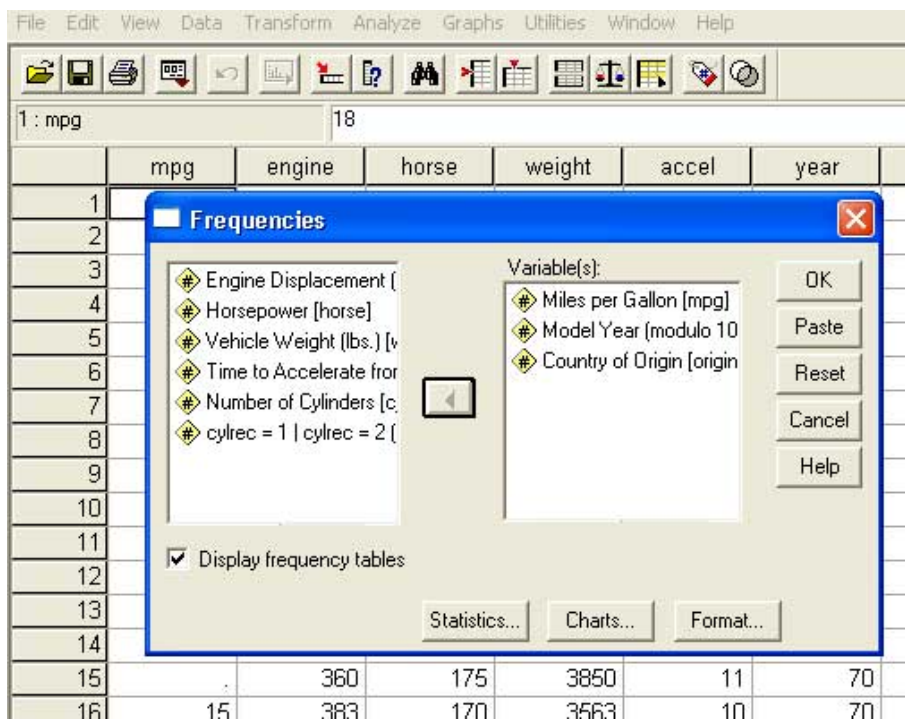 File Edit View Data Transform Analyze Graphs Utilities Window Help
1 : mpg 18
mpg engine horse weight accel year
1
2
3
4
5
6
7
8
9
10
11
12
13
14
15 . 360 175 3850 11 70
16 15 383 170 3563 10 70
Frequencies
Engine Displacement (
Horsepower [horse]
Vehicle Weight (lbs.) [w
Time to Accelerate fror
Number of Cylinders [c
cylrec = 1 | cylrec = 2 (
Display frequency tables
Variable(s):
Miles per Gallon [mpg]
Model Year (modulo 10
Country of Origin [origin
OK
Paste
Reset
Cancel
Help
Statistics... Charts... Format...